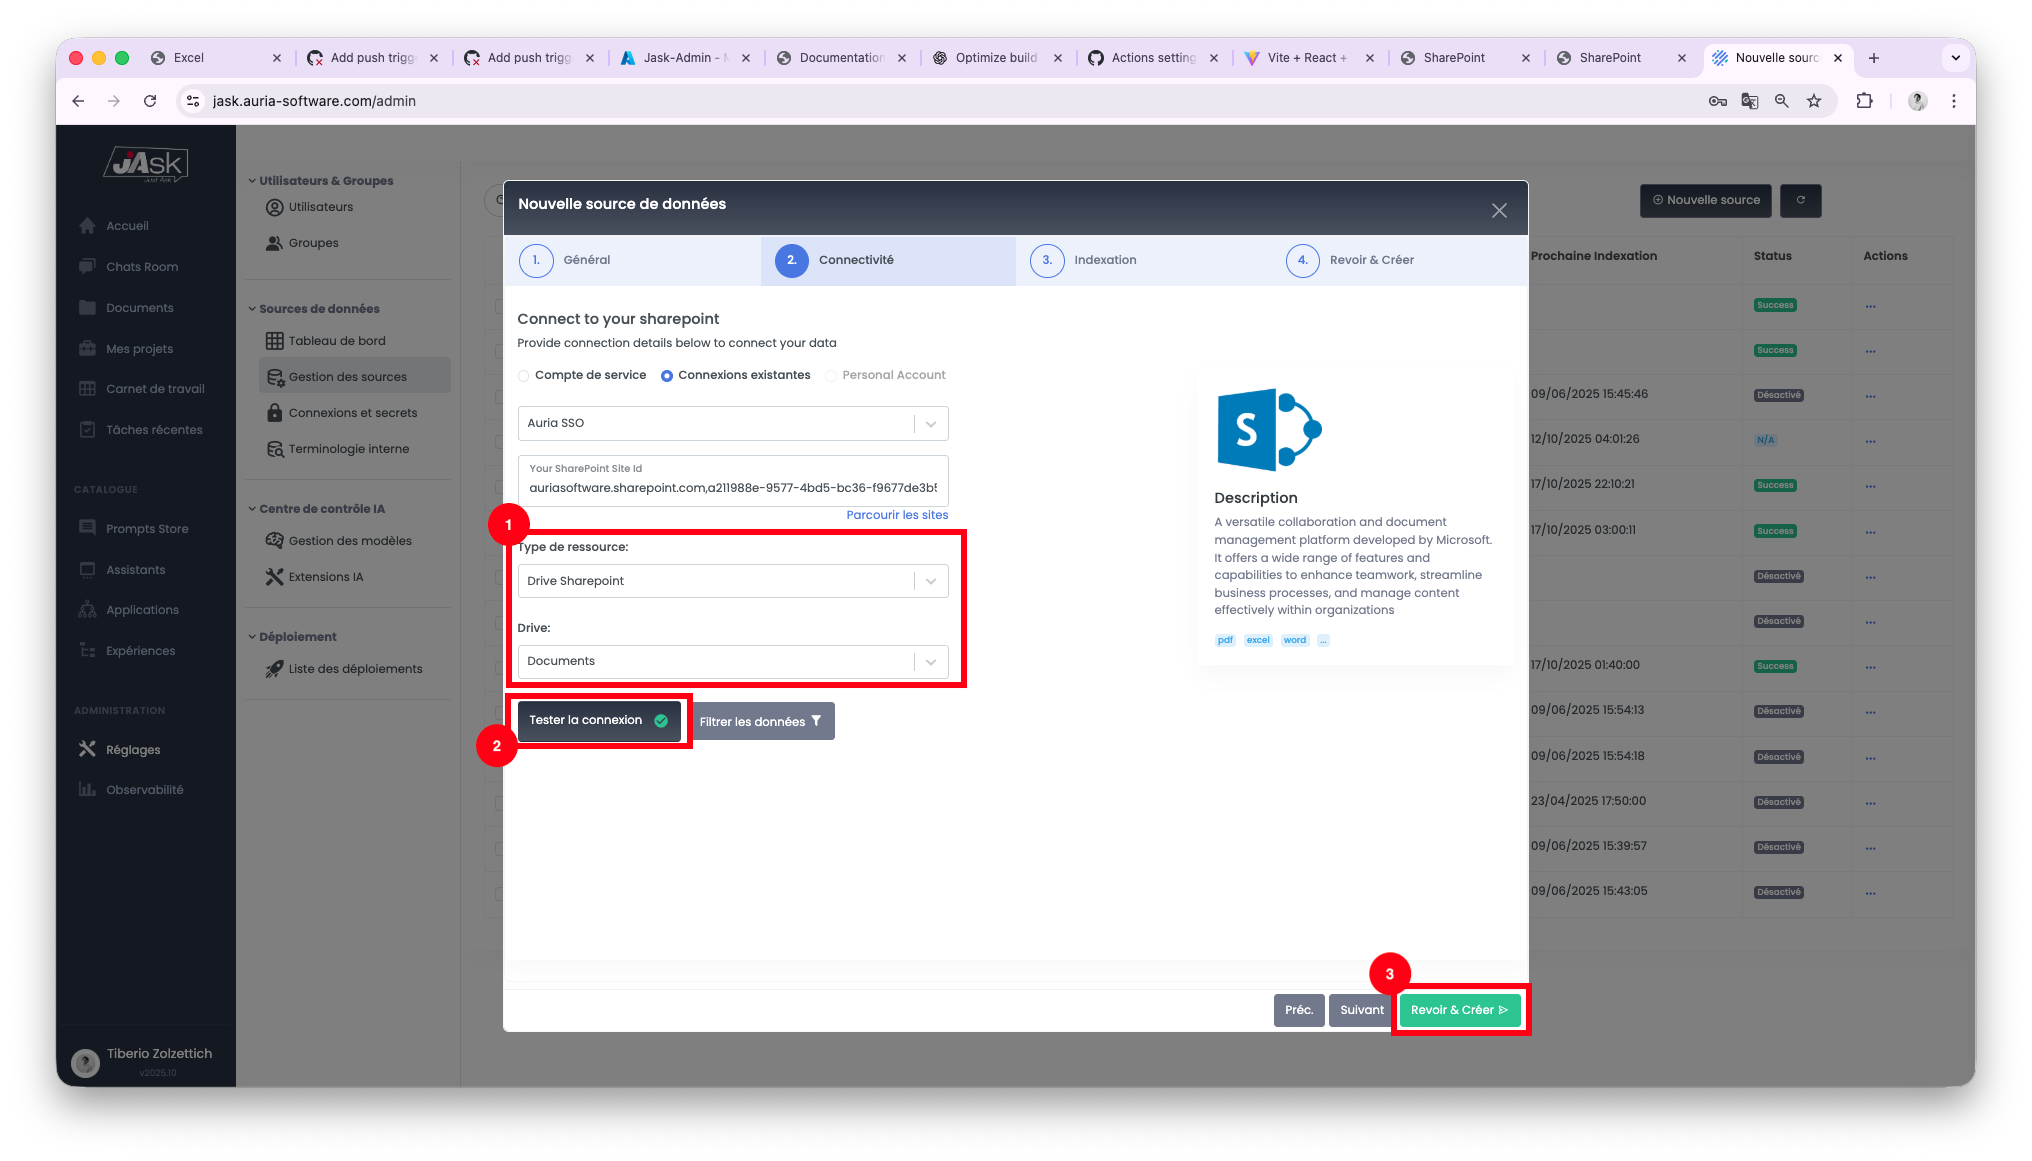 Excel
Add push trigg
Add push trigg
Jask-Admin - M
Documentation
Optimize build
Actions setting
Vite + React +
SharePoint
SharePoint
Nouvelle sourc
jask.auria-software.com/admin
jAsk
Just Ask
Accueil
Chats Room
Documents
Mes projets
Carnet de travail
Tâches récentes
CATALOGUE
Prompts Store
Assistants
Applications
Expériences
ADMINISTRATION
Réglages
Observabilité
Tiberio Zolzettich
v2025.10
Utilisateurs & Groupes
Utilisateurs
Groupes
Sources de données
Tableau de bord
Gestion des sources
Connexions et secrets
Terminologie interne
Centre de contrôle IA
Gestion des modèles
Extensions IA
Déploiement
Liste des déploiements
Nouvelle source de données
1. Général
2. Connectivité
3. Indexation
4. Revoir & Créer
Connect to your sharepoint
Provide connection details below to connect your data
Compte de service
Connexions existantes
Personal Account
Auria SSO
Your SharePoint Site Id
auriasoftware.sharepoint.com,a211988e-9577-4bd5-bc36-f9677de3b5
Parcourir les sites
1
Type de ressource:
Drive Sharepoint
Drive:
Documents
Tester la connexion
Filtrer les données
2
S
Description
A versatile collaboration and document
management platform developed by Microsoft.
It offers a wide range of features and
capabilities to enhance teamwork, streamline
business processes, and manage content
effectively within organizations
pdf excel word ...
3
Préc.
Suivant
Revoir & Créer
Nouvelle source
Prochaine Indexation
Status
Actions
Success ...
Success ...
09/06/2025 15:45:46 Désactivé ...
12/10/2025 04:01:26 N/A ...
17/10/2025 22:10:21 Success ...
17/10/2025 03:00:11 Success ...
Désactivé ...
Désactivé ...
17/10/2025 01:40:00 Success ...
09/06/2025 15:54:13 Désactivé ...
09/06/2025 15:54:18 Désactivé ...
23/04/2025 17:50:00 Désactivé ...
09/06/2025 15:39:57 Désactivé ...
09/06/2025 15:43:05 Désactivé ...